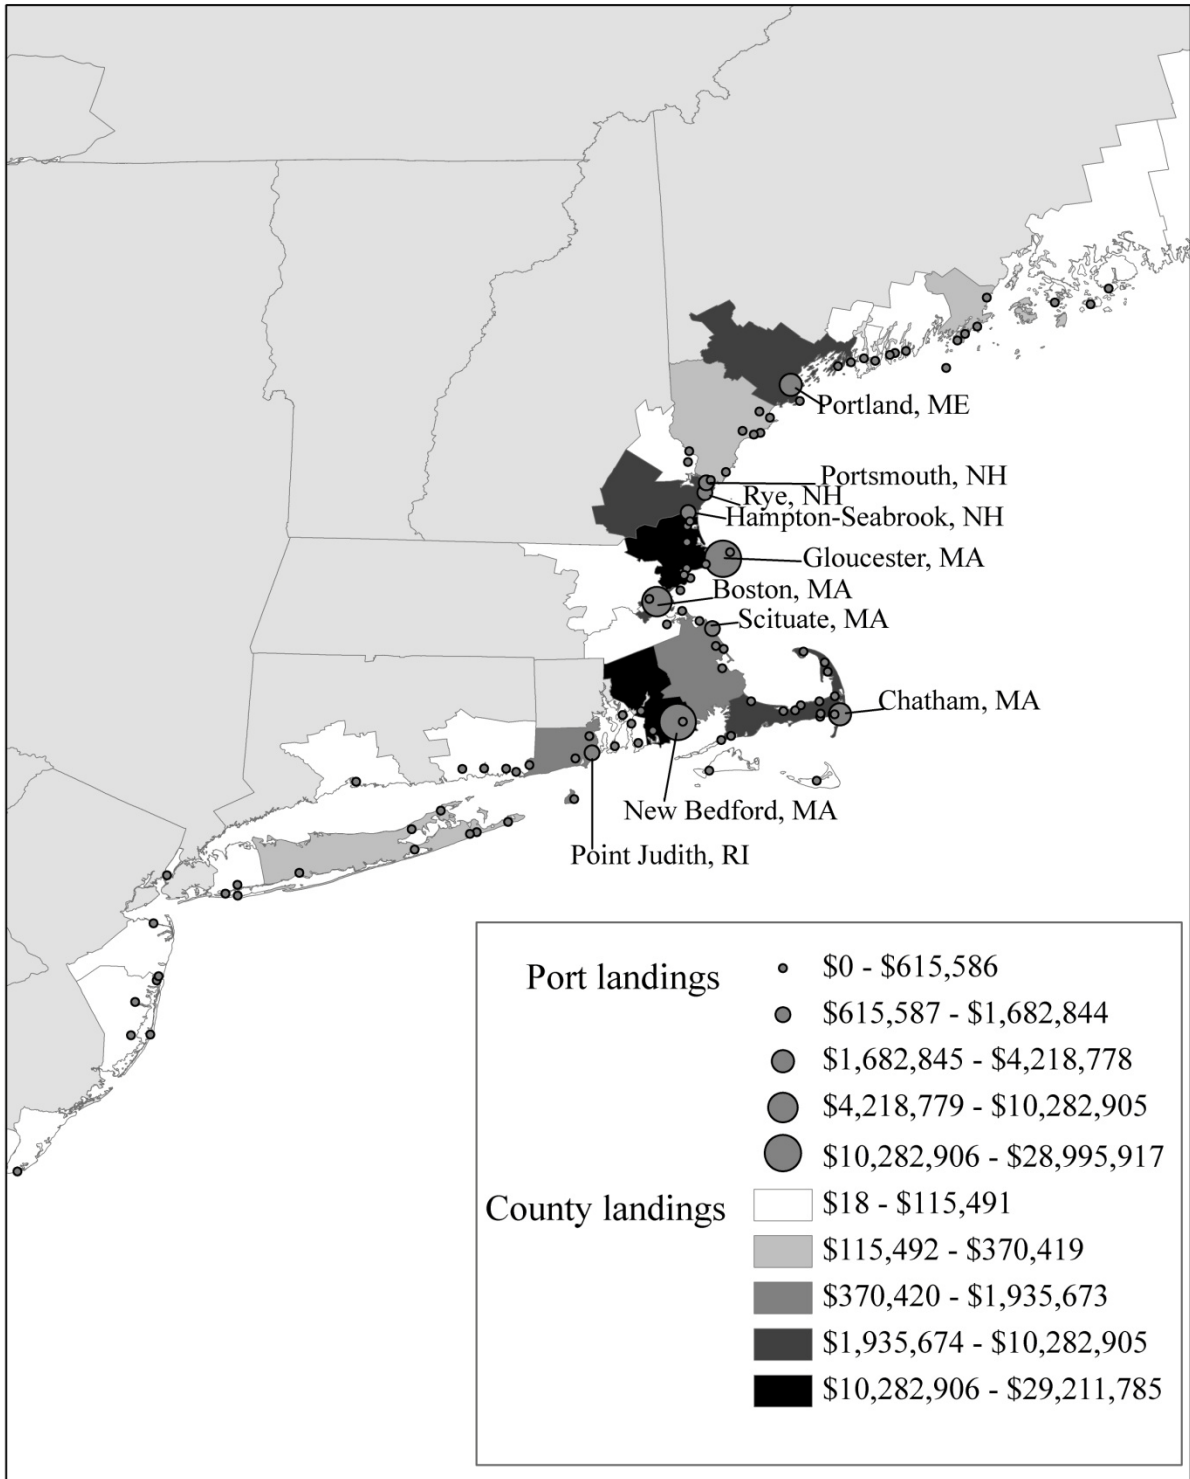 Portland, ME
Portsmouth, NH
Rye, NH
Hampton-Seabrook, NH
Gloucester, MA
Boston, MA
Scituate, MA
Chatham, MA
New Bedford, MA
Point Judith, RI
Port landings
$0 - $615,586
$615,587 - $1,682,844
$1,682,845 - $4,218,778
$4,218,779 - $10,282,905
$10,282,906 - $28,995,917
County landings
$18 - $115,491
$115,492 - $370,419
$370,420 - $1,935,673
$1,935,674 - $10,282,905
$10,282,906 - $29,211,785